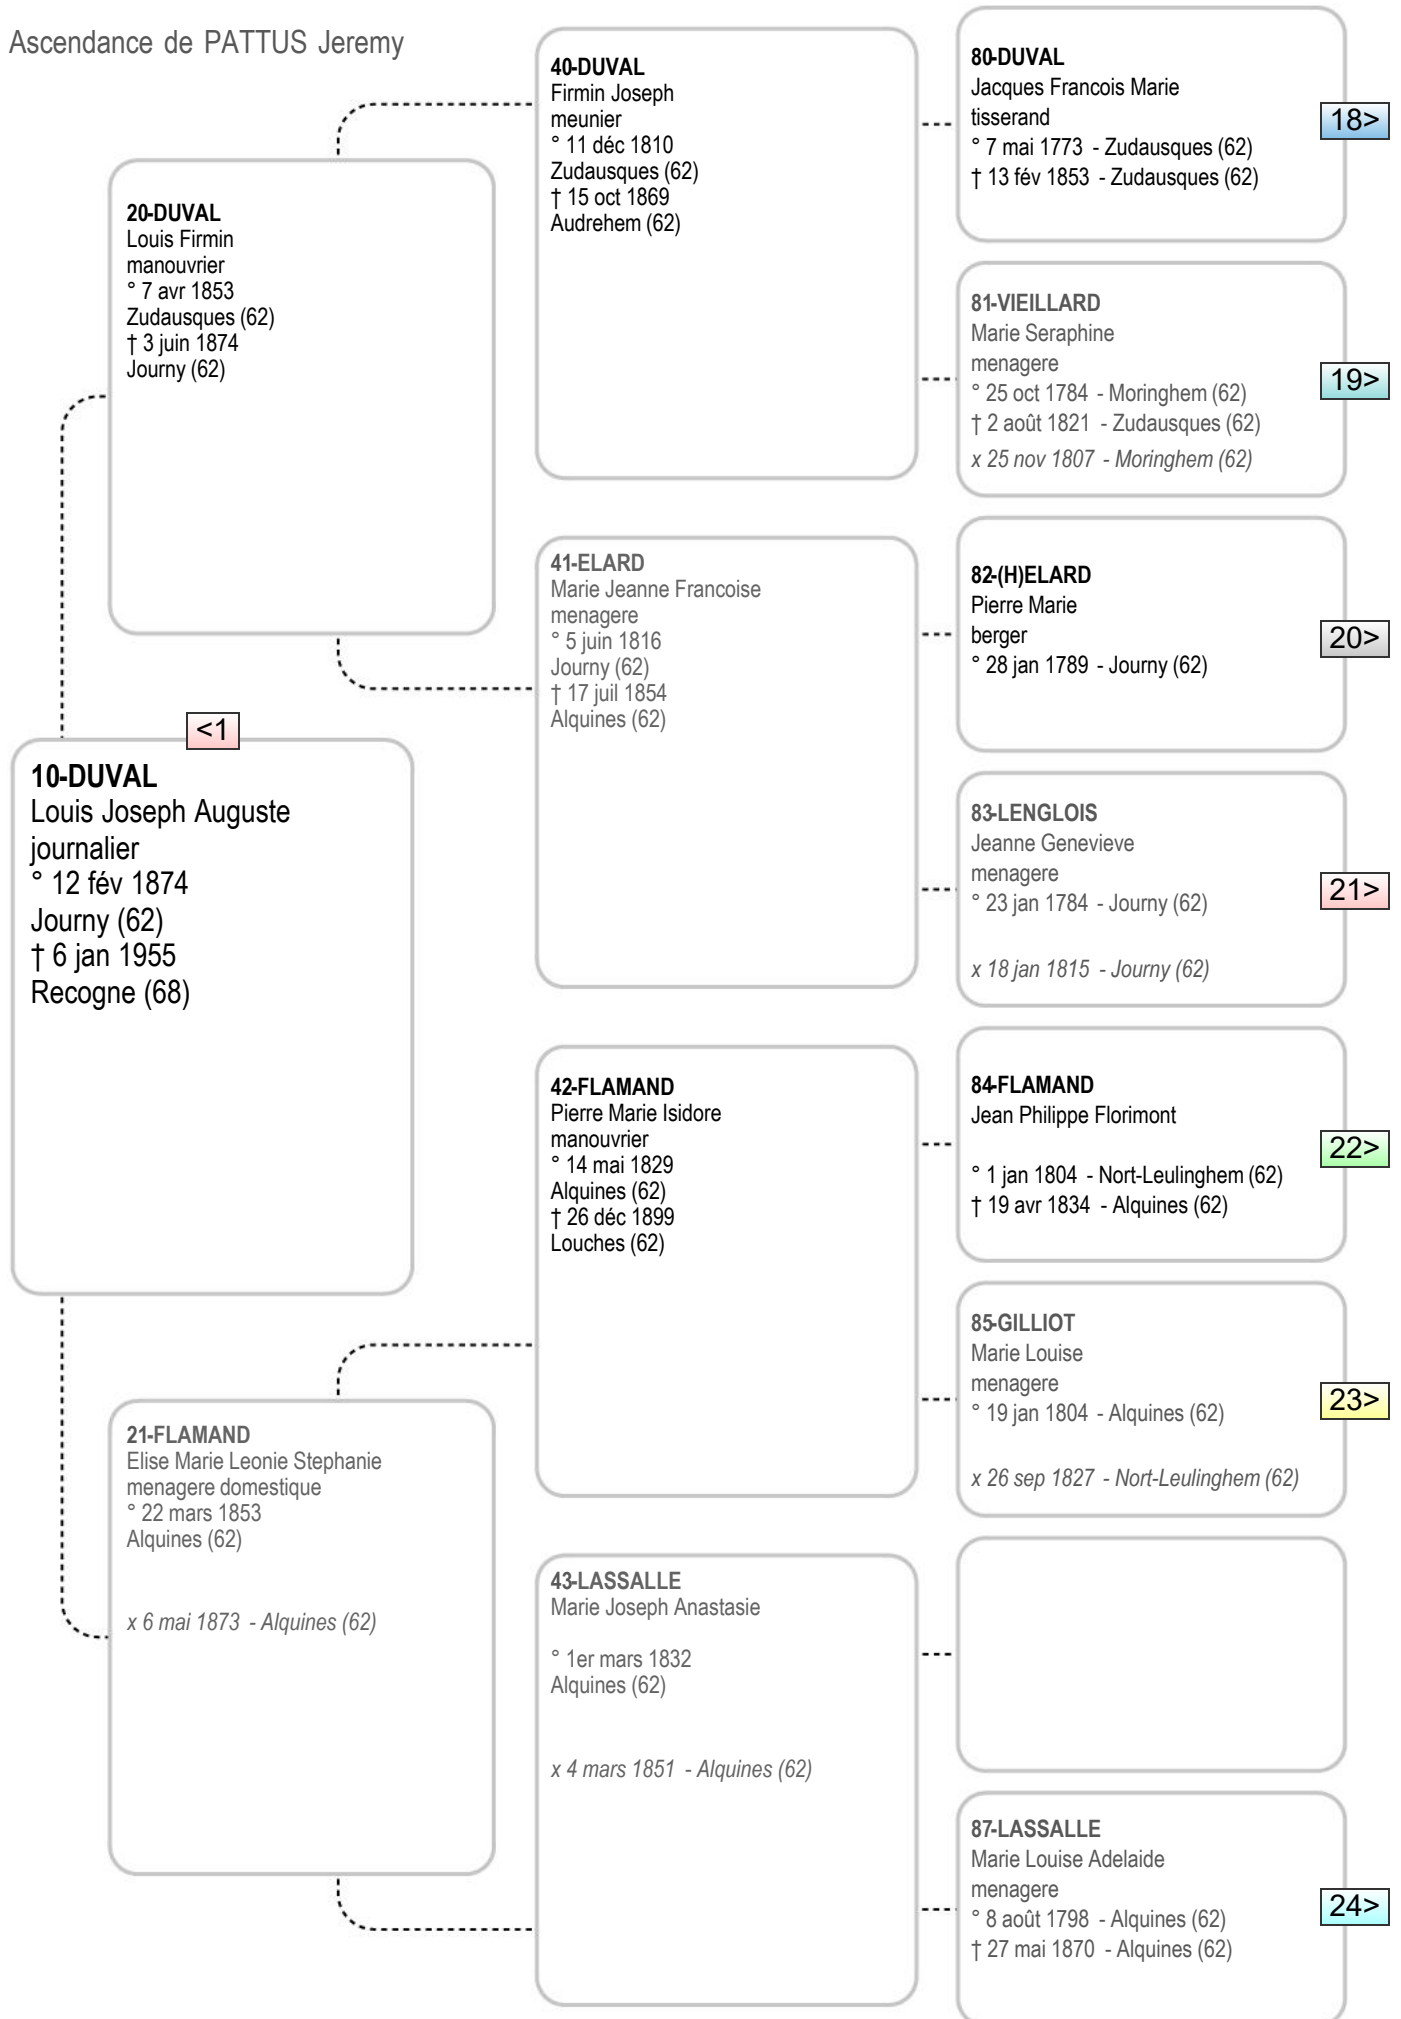 Ascendance de PATTUS Jeremy
<1
10-DUVAL
Louis Joseph Auguste
journalier
° 12 fév 1874
Journy (62)
† 6 jan 1955
Recogne (68)
20-DUVAL
Louis Firmin
manouvrier
° 7 avr 1853
Zudausques (62)
† 3 juin 1874
Journy (62)
21-FLAMAND
Elise Marie Leonie Stephanie
menagere domestique
° 22 mars 1853
Alquines (62)
x 6 mai 1873 - Alquines (62)
40-DUVAL
Firmin Joseph
meunier
° 11 déc 1810
Zudausques (62)
† 15 oct 1869
Audrehem (62)
41-ELARD
Marie Jeanne Francoise
menagere
° 5 juin 1816
Journy (62)
† 17 juil 1854
Alquines (62)
42-FLAMAND
Pierre Marie Isidore
manouvrier
° 14 mai 1829
Alquines (62)
† 26 déc 1899
Louches (62)
43-LASSALLE
Marie Joseph Anastasie
° 1er mars 1832
Alquines (62)
x 4 mars 1851 - Alquines (62)
80-DUVAL
Jacques Francois Marie
tisserand
° 7 mai 1773 - Zudausques (62)
† 13 fév 1853 - Zudausques (62)
18>
81-VIEILLARD
Marie Seraphine
menagere
° 25 oct 1784 - Moringhem (62)
† 2 août 1821 - Zudausques (62)
x 25 nov 1807 - Moringhem (62)
19>
82-(H)ELARD
Pierre Marie
berger
° 28 jan 1789 - Journy (62)
20>
83-LENGLOIS
Jeanne Genevieve
menagere
° 23 jan 1784 - Journy (62)
x 18 jan 1815 - Journy (62)
21>
84-FLAMAND
Jean Philippe Florimont
° 1 jan 1804 - Nort-Leulinghem (62)
† 19 avr 1834 - Alquines (62)
22>
85-GILLIOT
Marie Louise
menagere
° 19 jan 1804 - Alquines (62)
x 26 sep 1827 - Nort-Leulinghem (62)
23>
87-LASSALLE
Marie Louise Adelaide
menagere
° 8 août 1798 - Alquines (62)
† 27 mai 1870 - Alquines (62)
24>